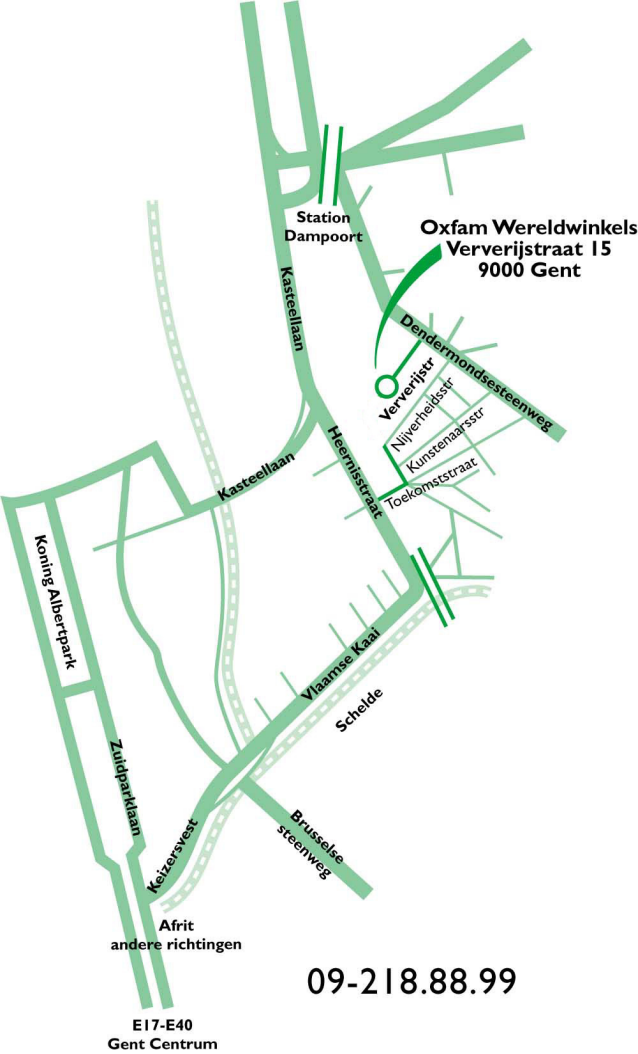 Station
Dampoort
Oxfam Wereldwinkels
Ververijstraat 15
9000 Gent
Kasteellaan
Dendermondsesteenweg
Ververijstr
Nijverheidsstr
Kunstenaarsstr
Toekomststraat
Heernisstraat
Kasteellaan
Koning Albertpark
Vlaamse Kaai
Schelde
Zuidparklaan
Keizersvest
Brusselse
steenweg
Afrit
andere richtingen
09-218.88.99
E17-E40
Gent Centrum